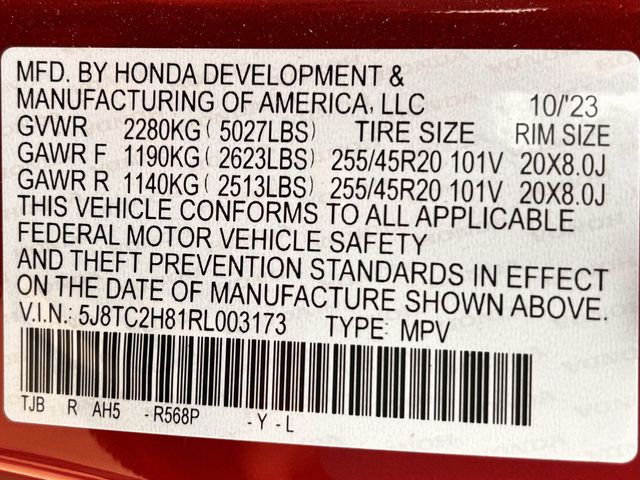 MFD. BY HONDA DEVELOPMENT &
MANUFACTURING OF AMERICA, LLC 10/'23
GVWR 2280KG ( 5027LBS) TIRE SIZE RIM SIZE
GAWR F 1190KG ( 2623LBS) 255/45R20 101V 20X8.0J
GAWR R 1140KG ( 2513LBS) 255/45R20 101V 20X8.0J
THIS VEHICLE CONFORMS TO ALL APPLICABLE
FEDERAL MOTOR VEHICLE SAFETY
AND THEFT PREVENTION STANDARDS IN EFFECT
ON THE DATE OF MANUFACTURE SHOWN ABOVE.
V.I.N.: 5J8TC2H81RL003173 TYPE: MPV
TJB R AH5 -R568P -Y-L